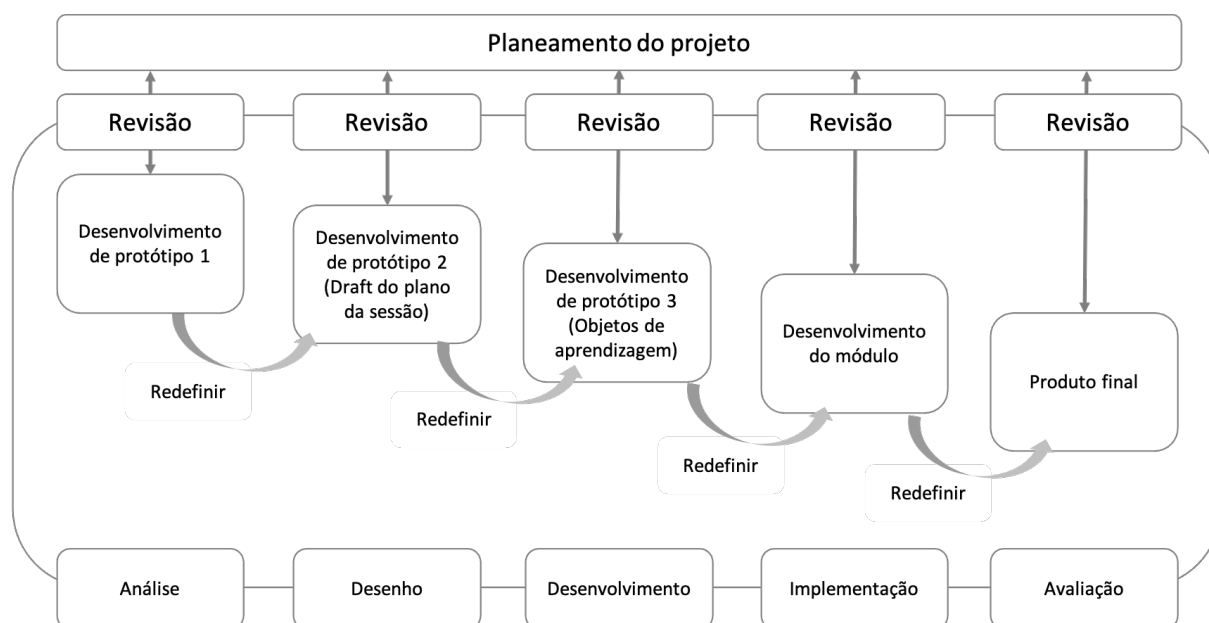 Planeamento do projeto
Revisão
Revisão
Revisão
Revisão
Revisão
Desenvolvimento
de protótipo 1
Desenvolvimento
de protótipo 2
(Draft do plano
da sessão)
Desenvolvimento
de protótipo 3
(Objetos de
aprendizagem)
Desenvolvimento
do módulo
Produto final
Redefinir
Redefinir
Redefinir
Redefinir
Análise
Desenho
Desenvolvimento
Implementação
Avaliação